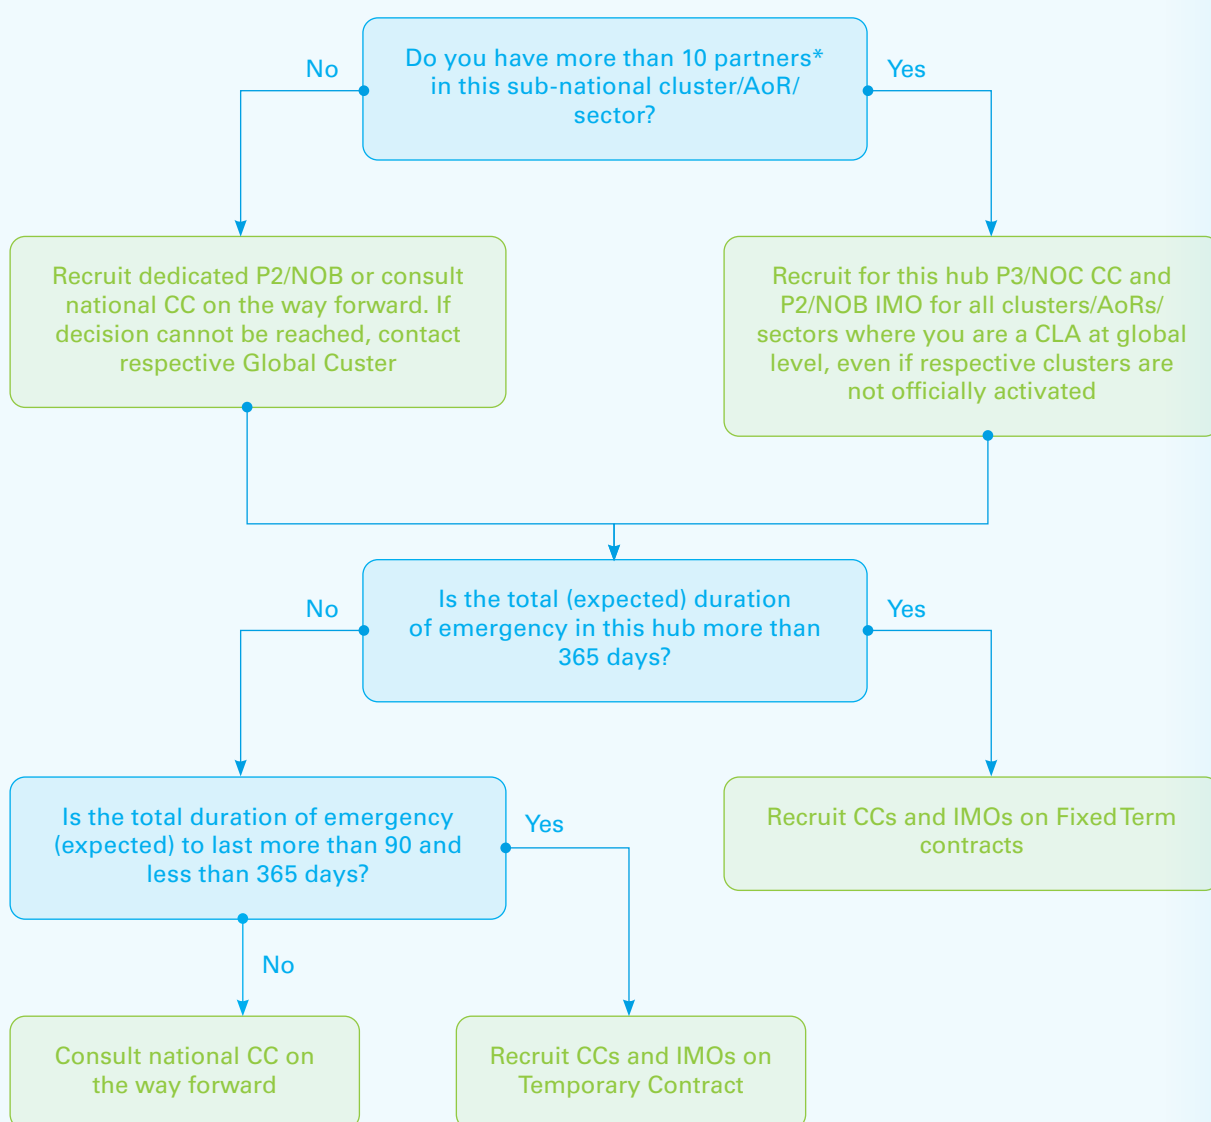 Do you have more than 10 partners*
in this sub-national cluster/AoR/
sector?
No
Yes
Recruit dedicated P2/NOB or consult
national CC on the way forward. If
decision cannot be reached, contact
respective Global Custer
Recruit for this hub P3/NOC CC and
P2/NOB IMO for all clusters/AoRs/
sectors where you are a CLA at global
level, even if respective clusters are
not officially activated
Is the total (expected) duration
of emergency in this hub more than
365 days?
No
Yes
Is the total duration of emergency
(expected) to last more than 90 and
less than 365 days?
Yes
Recruit CCs and IMOs on Fixed Term
contracts
No
Consult national CC on
the way forward
Recruit CCs and IMOs on
Temporary Contract